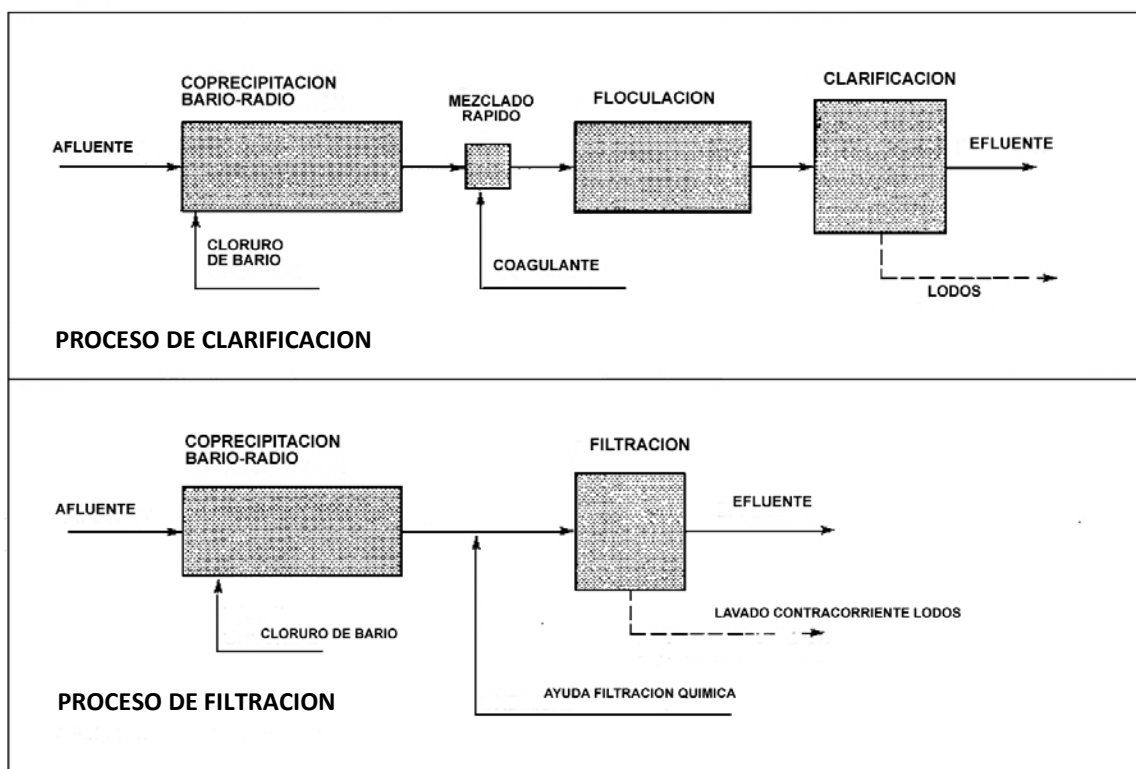 COPRECIPITACION
BARIO-RADIO
MEZCLADO
RAPIDO
FLOCULACION
CLARIFICACION
AFLUENTE
EFLUENTE
CLORURO
DE BARIO
COAGULANTE
LODOS
PROCESO DE CLARIFICACION
COPRECIPITACION
BARIO-RADIO
FILTRACION
AFLUENTE
EFLUENTE
CLORURO DE BARIO
LAVADO CONTRACORRIENTE LODOS
AYUDA FILTRACION QUIMICA
PROCESO DE FILTRACION